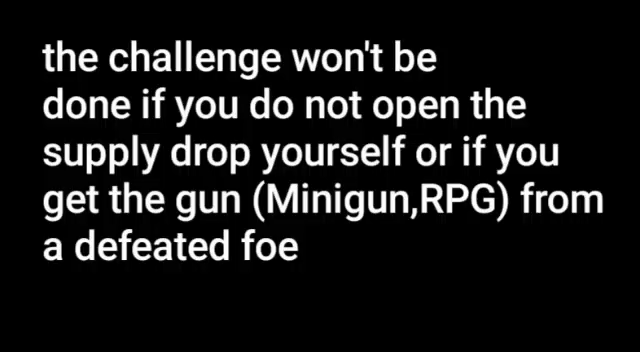 the challenge won't be
done if you do not open the
supply drop yourself or if you
get the gun (Minigun,RPG) from
a defeated foe